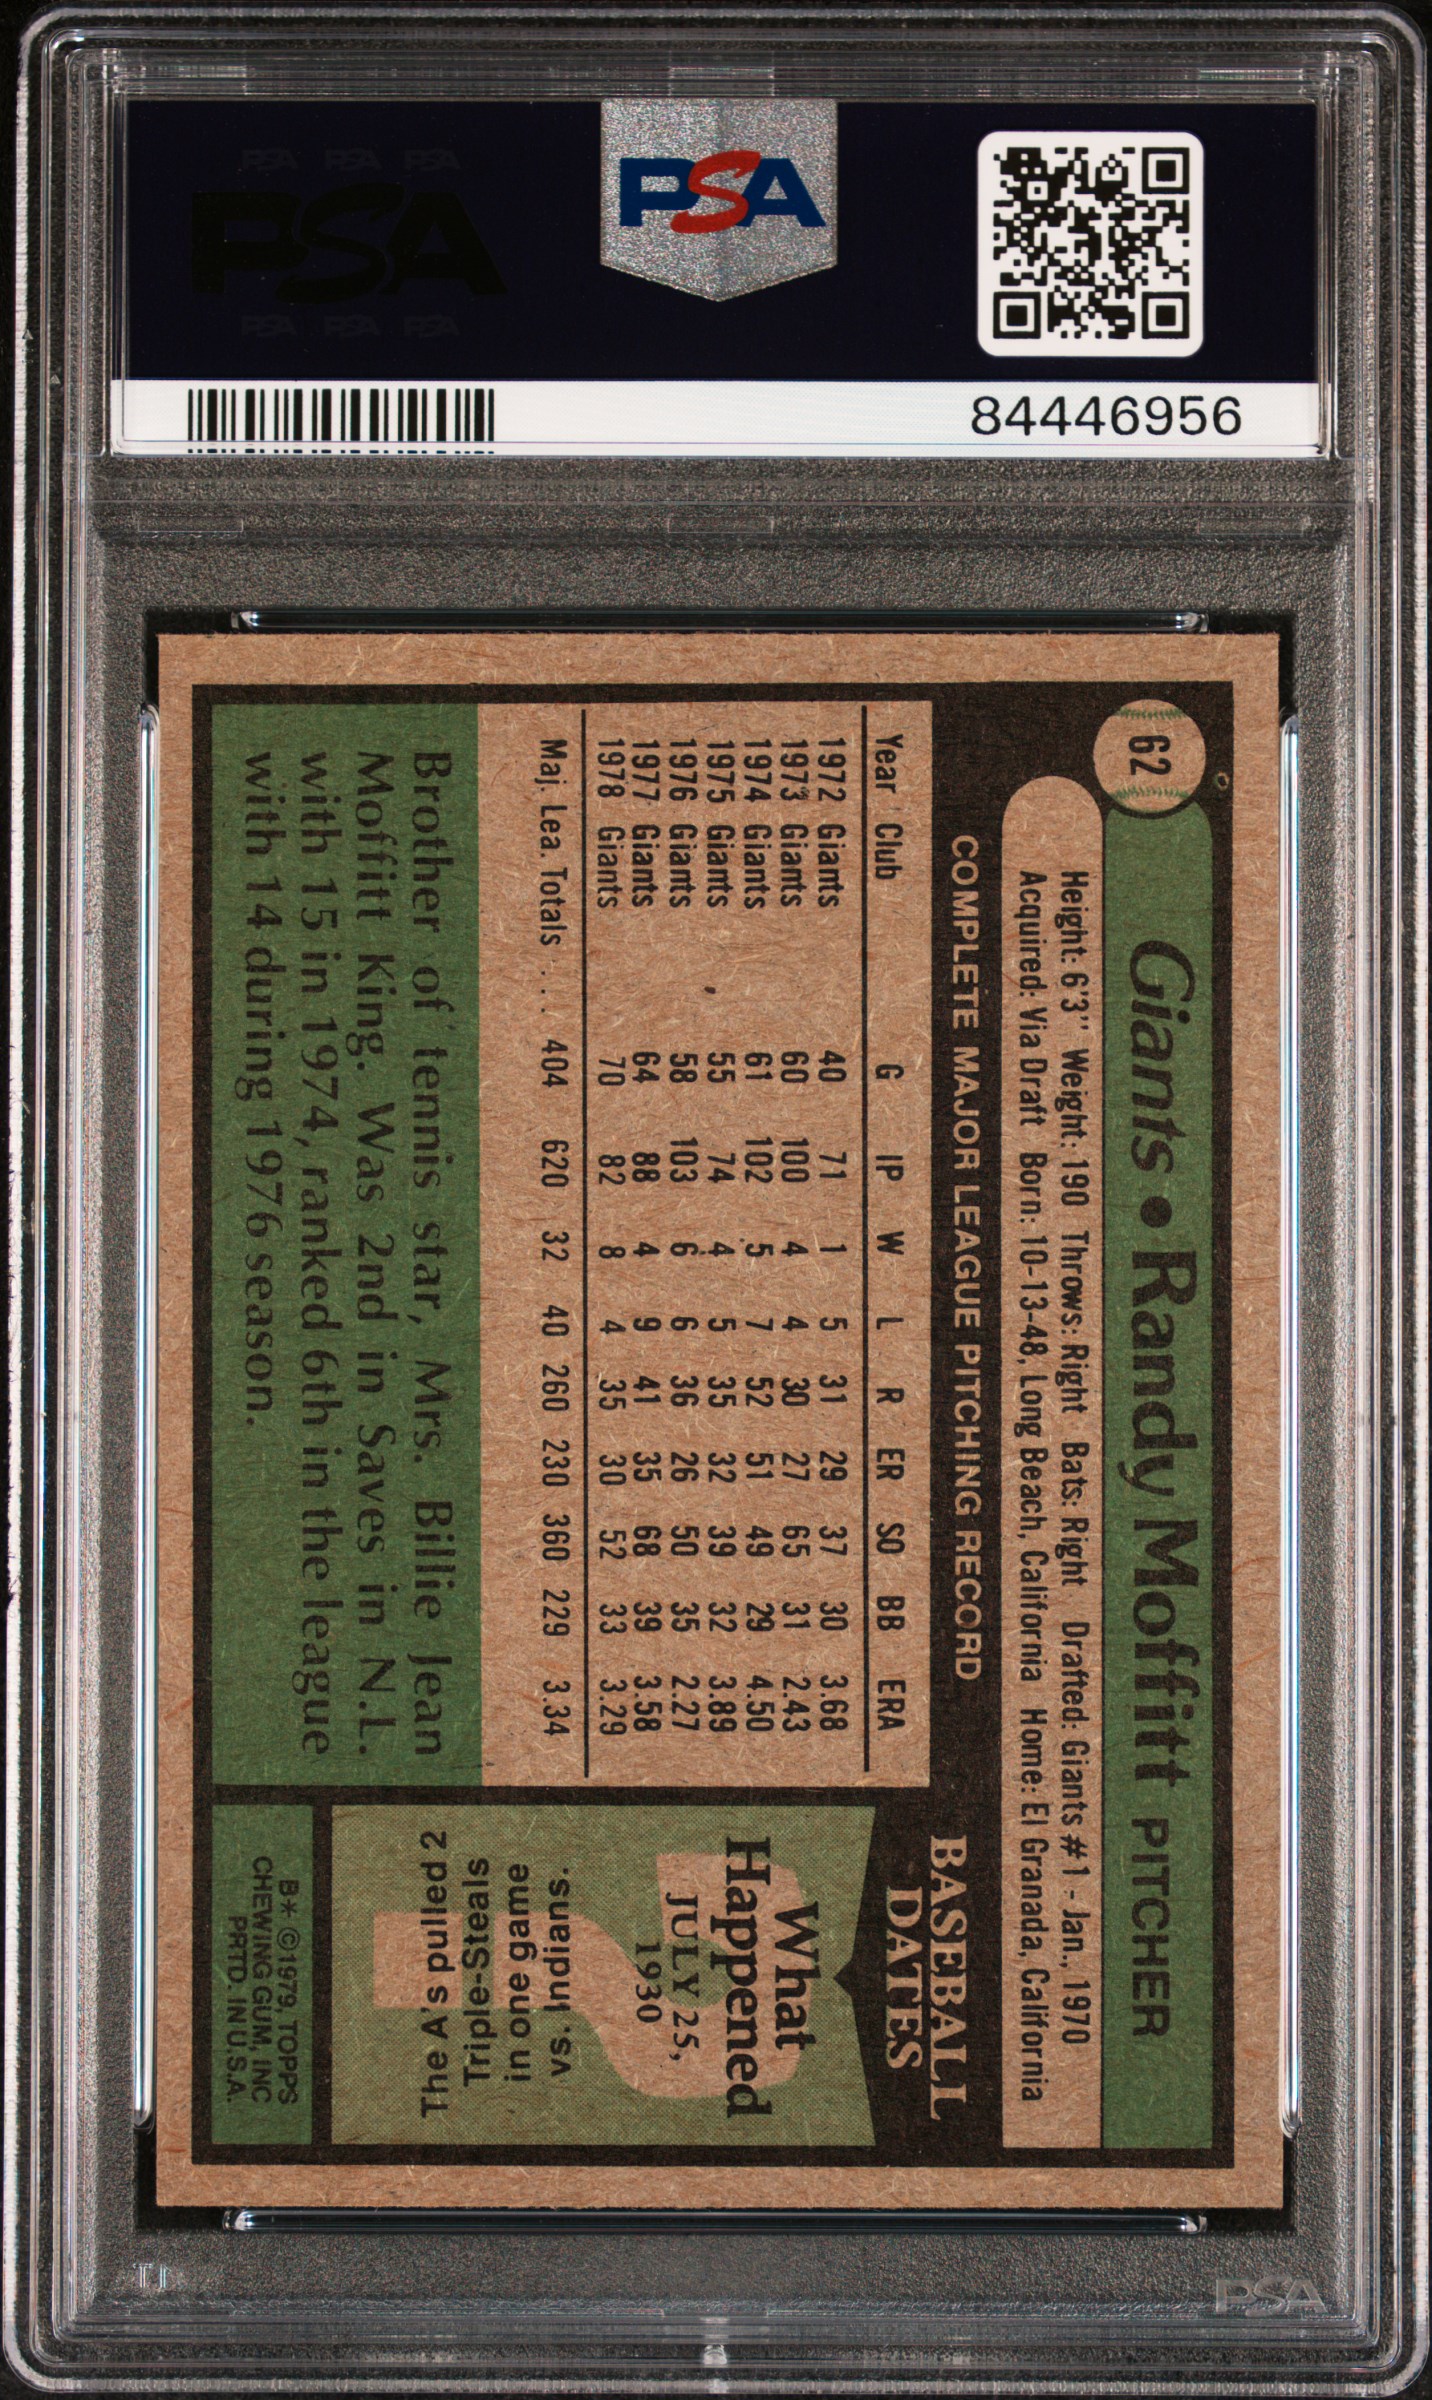 PSA
PSA PSA PSA
PSA
PSA PSA PSA
84446956
62
Giants • Randy Moffitt PITCHER
Height: 6'3" Weight: 190 Throws: Right Bats: Right Drafted: Giants #1 - Jan., 1970
Acquired: Via Draft Born: 10-13-48, Long Beach, California Home: El Granada, California
COMPLETE MAJOR LEAGUE PITCHING RECORD
Year Club G IP W L R ER SO BB ERA
1972 Giants 40 71 1 5 31 29 37 30 3.68
1973 Giants 60 100 4 4 30 27 65 31 2.43
1974 Giants 61 102 5 7 52 51 49 29 4.50
1975 Giants 55 74 4 5 35 32 39 32 3.89
1976 Giants 58 103 6 6 36 26 50 35 2.27
1977 Giants 64 88 4 9 41 35 68 39 3.58
1978 Giants 70 82 8 4 35 30 52 33 3.29
Maj. Lea. Totals . . . 404 620 32 40 260 230 360 229 3.34
Brother of tennis star, Mrs. Billie Jean
Moffitt King. Was 2nd in Saves in N.L.
with 15 in 1974, ranked 6th in the league
with 14 during 1976 season.
BASEBALL
DATES
What
Happened
JULY 25,
1930
?
vs. Indians.
in one game
Triple-Steals
The A's pulled 2
B* ©1979, TOPPS
CHEWING GUM, INC
PRTD. IN U.S.A.
PSA